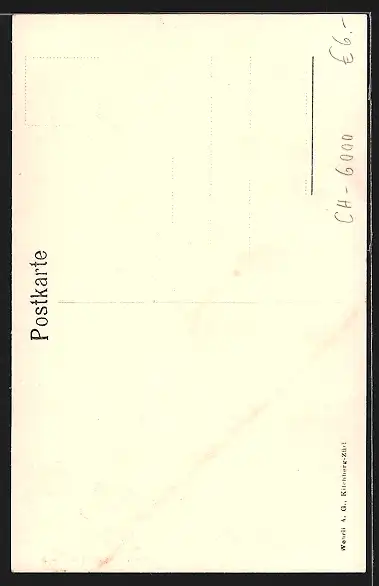 Postkarte
Wehrli A. G., Kilchberg-Zürich
CH-6000
€6.-